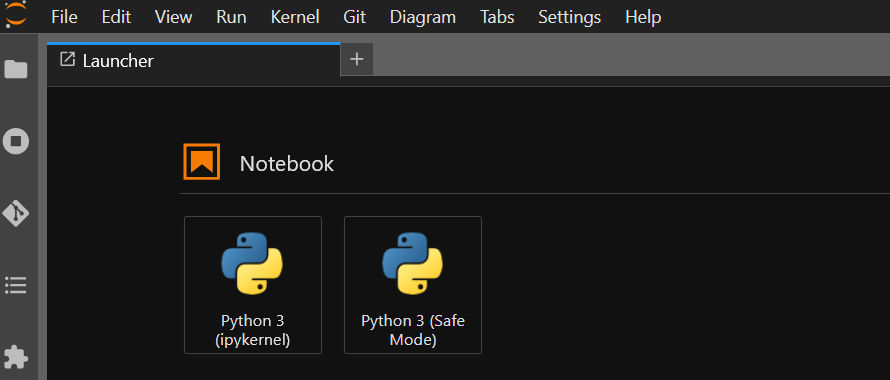 File Edit View Run Kernel Git Diagram Tabs Settings Help
Launcher
Notebook
Python 3
(ipykernel)
Python 3 (Safe
Mode)